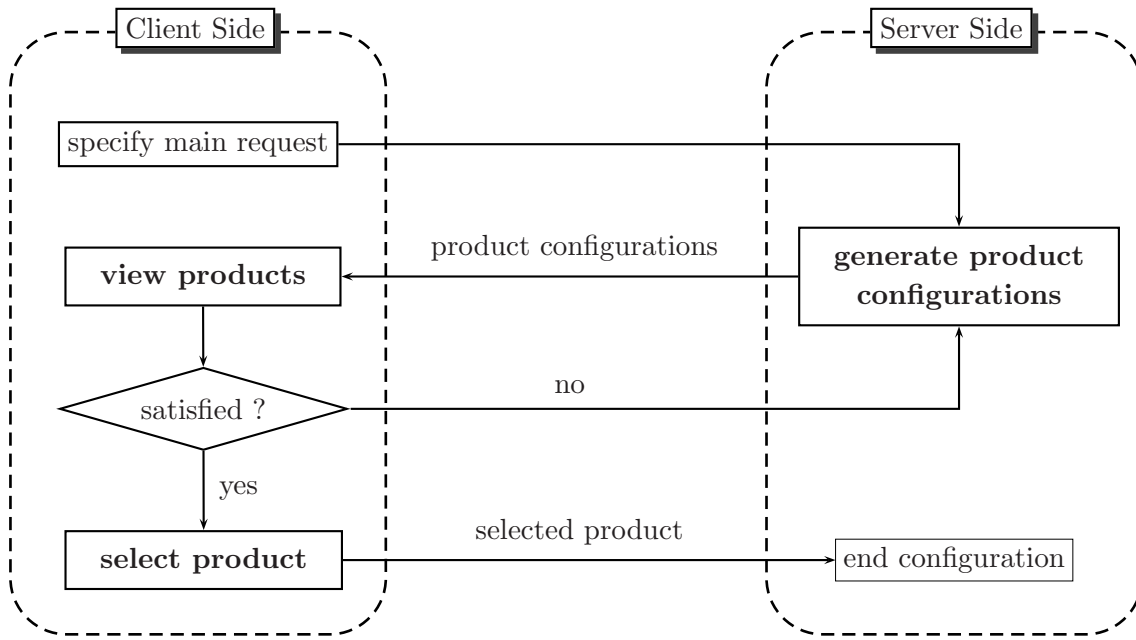 Client Side
Server Side
specify main request
product configurations
view products
generate product
configurations
satisfied ?
no
yes
selected product
select product
end configuration